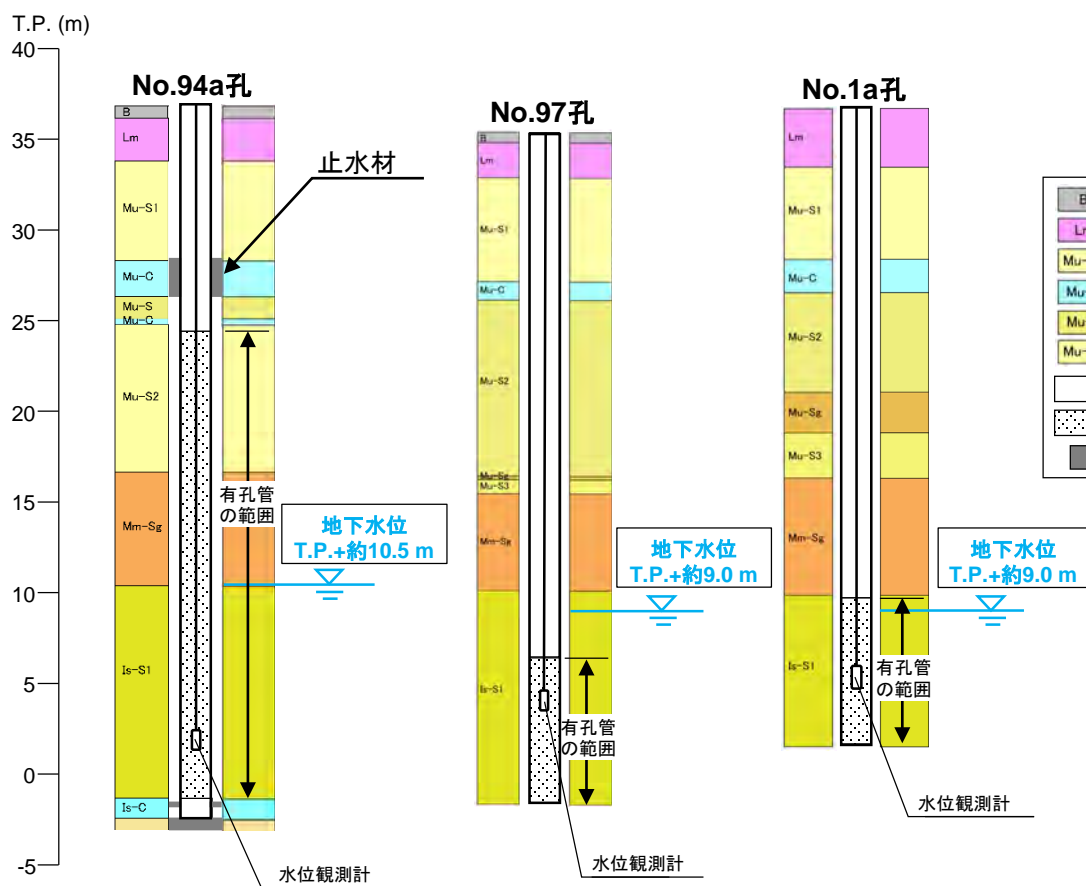 T.P. (m)
40
35
30
25
20
15
10
5
0
-5
No.94a孔
B
Lm
Mu-S1
Mu-C
Mu-S
Mu-C
Mu-S2
Mm-Sg
Is-S1
Is-C
止水材
有孔管
の範囲
地下水位
T.P.+約10.5 m
水位観測計
No.97孔
B
Lm
Mu-S1
Mu-C
Mu-S2
Mu-Sg
Mu-S3
Mm-Sg
Is-S1
地下水位
T.P.+約9.0 m
有孔管
の範囲
水位観測計
No.1a孔
Lm
Mu-S1
Mu-C
Mu-S2
Mu-Sg
Mu-S3
Mm-Sg
Is-S1
地下水位
T.P.+約9.0 m
有孔管
の範囲
水位観測計
B
Mu-
Mu-